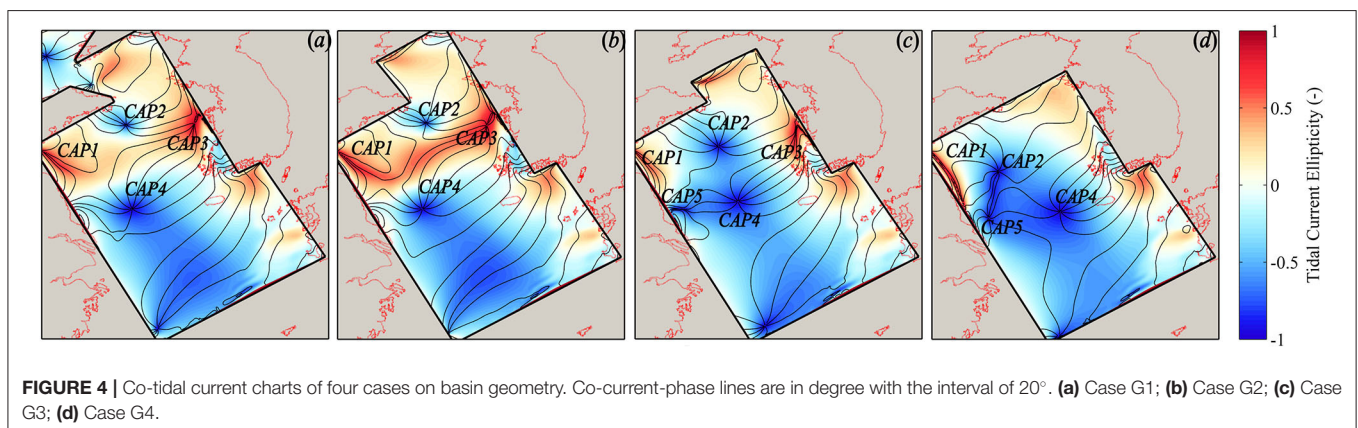 (a) (b) (c) (d)
CAP2 CAP3 CAP1 CAP4
CAP2 CAP3 CAP1 CAP4
CAP2 CAP1 CAP3 CAP5 CAP4
CAP1 CAP2 CAP4 CAP5
1
0.5
0
-0.5
-1
Tidal Current Ellipticity (-)
FIGURE 4 | Co-tidal current charts of four cases on basin geometry. Co-current-phase lines are in degree with the interval of 20°. (a) Case G1; (b) Case G2; (c) Case
G3; (d) Case G4.